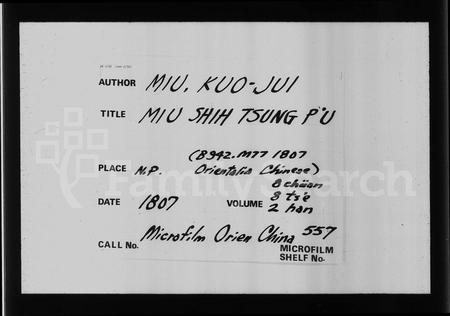 AUTHOR MIU, KUO-JUI
TITLE MIU SHIH TSUNG P'U
(8942.M77 1807
PLACE N.P. Orientalia Chinese)
8 chüan
DATE 1807 VOLUME 8 ts'e
2 han
CALL No. Microfilm Orien China 557
MICROFILM
SHELF No.
FamilySearch